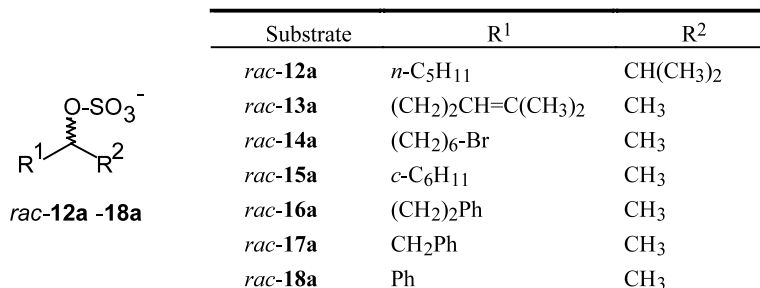 Substrate R¹ R²
rac-12a n-C₅H₁₁ CH(CH₃)₂
rac-13a (CH₂)₂CH=C(CH₃)₂ CH₃
rac-14a (CH₂)₆-Br CH₃
rac-15a c-C₆H₁₁ CH₃
rac-16a (CH₂)₂Ph CH₃
rac-17a CH₂Ph CH₃
rac-18a Ph CH₃
O-SO₃⁻
R¹ R²
rac-12a -18a